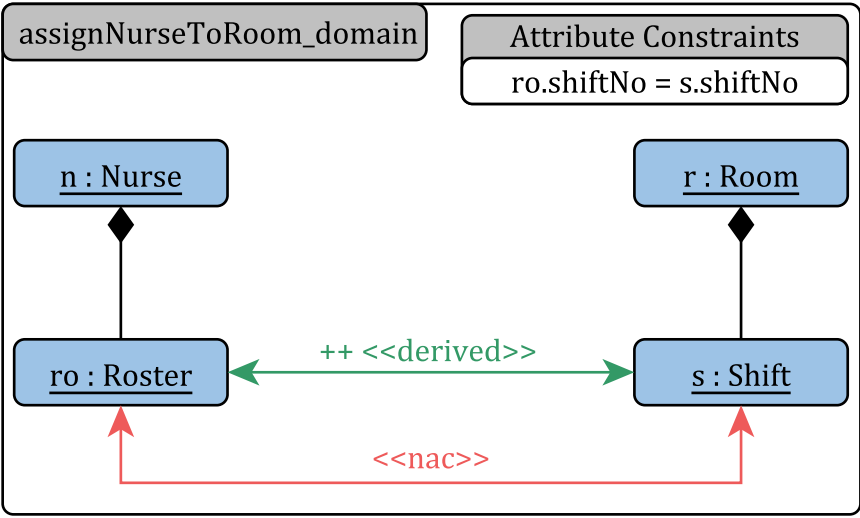 assignNurseToRoom_domain
Attribute Constraints
ro.shiftNo = s.shiftNo
n : Nurse
r : Room
++ <<derived>>
ro : Roster
s : Shift
<<nac>>